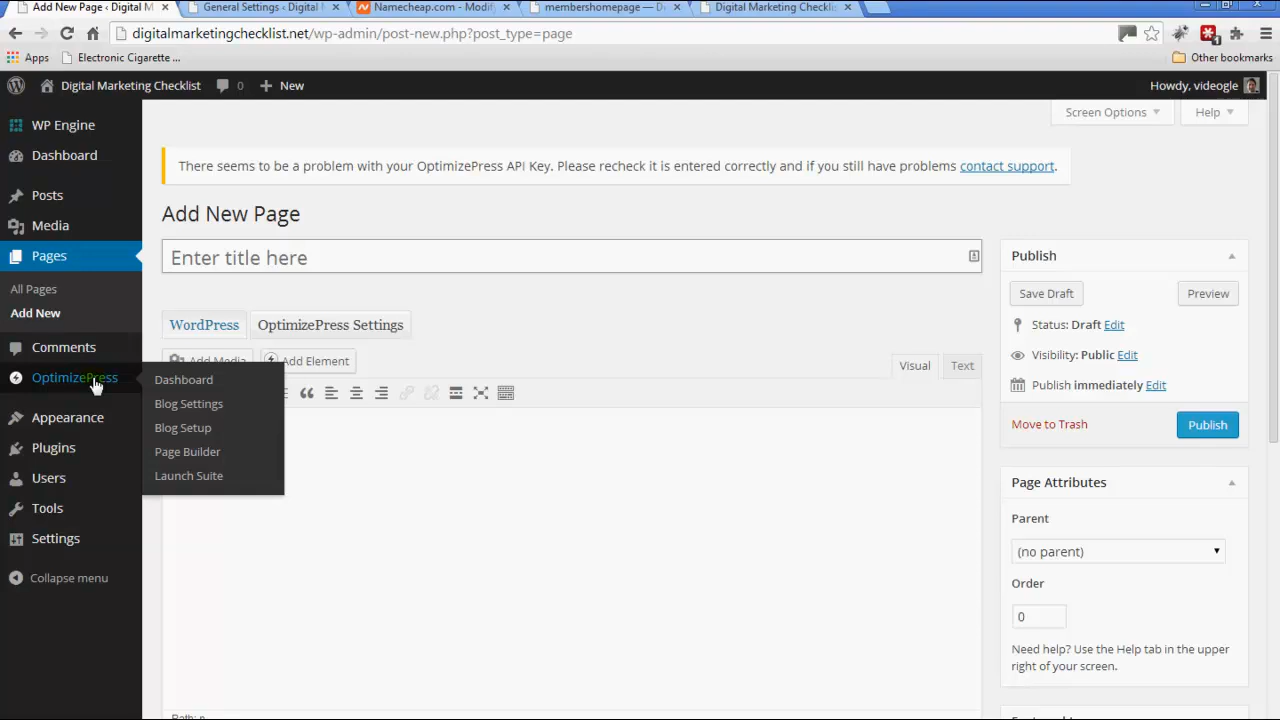 Add New Page ‹ Digital M
General Settings ‹ Digital
Namecheap.com - Modif
membershomepage — D
Digital Marketing Checklis
digitalmarketingchecklist.net/wp-admin/post-new.php?post_type=page
1
Apps
Electronic Cigarette ...
Other bookmarks
Digital Marketing Checklist
0
New
Howdy, videogle
WP Engine
Dashboard
Posts
Media
Pages
All Pages
Add New
Comments
OptimizePress
Appearance
Plugins
Users
Tools
Settings
Collapse menu
Dashboard
Blog Settings
Blog Setup
Page Builder
Launch Suite
Screen Options
Help
There seems to be a problem with your OptimizePress API Key. Please recheck it is entered correctly and if you still have problems contact support.
Add New Page
Enter title here
WordPress
OptimizePress Settings
Add Media
Add Element
Visual
Text
Path: p
Publish
Save Draft
Preview
Status: Draft Edit
Visibility: Public Edit
Publish immediately Edit
Move to Trash
Publish
Page Attributes
Parent
(no parent)
Order
0
Need help? Use the Help tab in the upper
right of your screen.